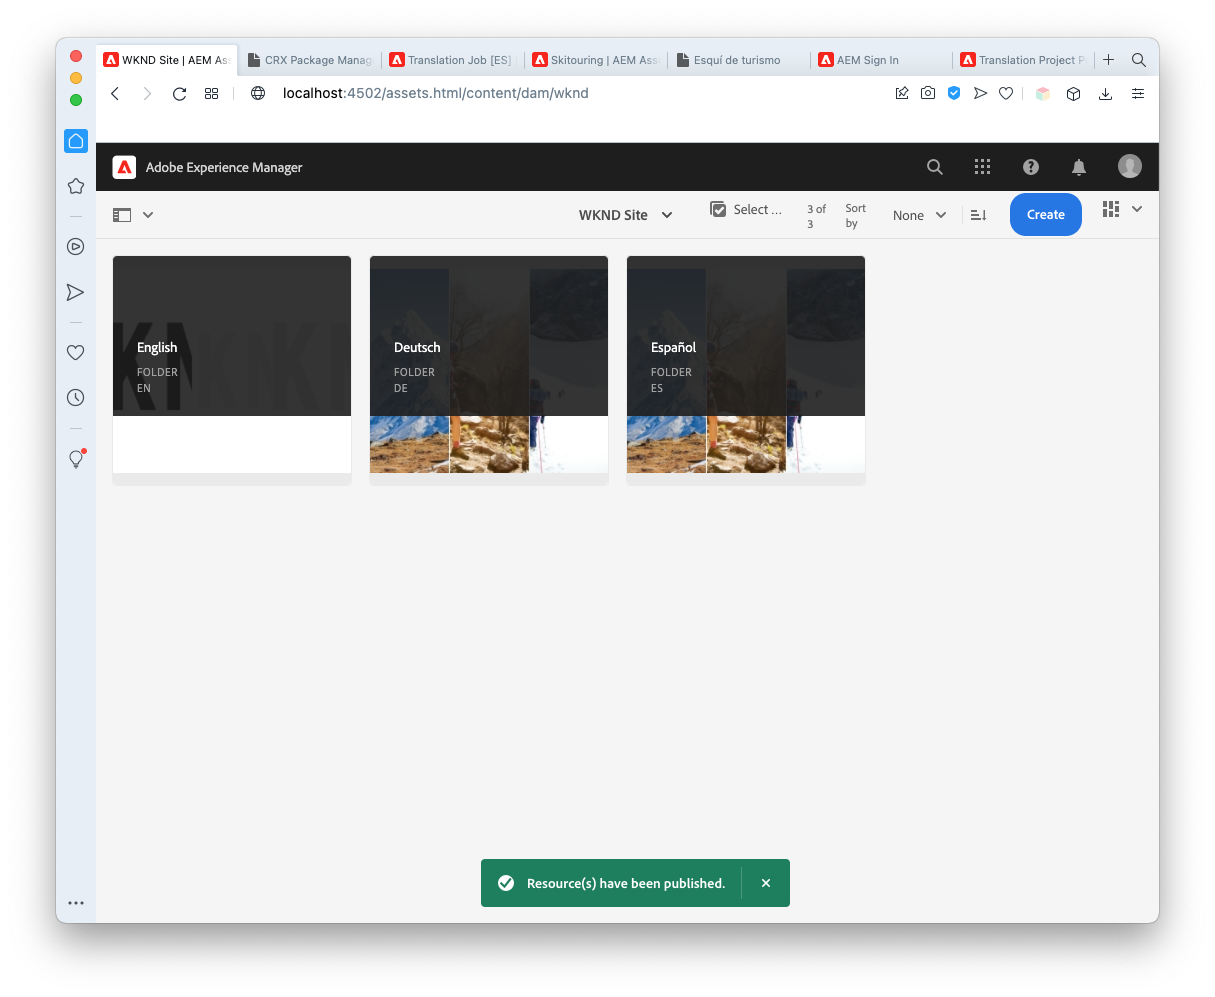 WKND Site | AEM Ass
CRX Package Manag
Translation Job [ES]
Skitouring | AEM Ass
Esquí de turismo
AEM Sign In
Translation Project P
localhost:4502/assets.html/content/dam/wknd
Adobe Experience Manager
WKND Site
Select ...
3 of
3
Sort
by
None
Create
English
FOLDER
EN
Deutsch
FOLDER
DE
Español
FOLDER
ES
Resource(s) have been published.